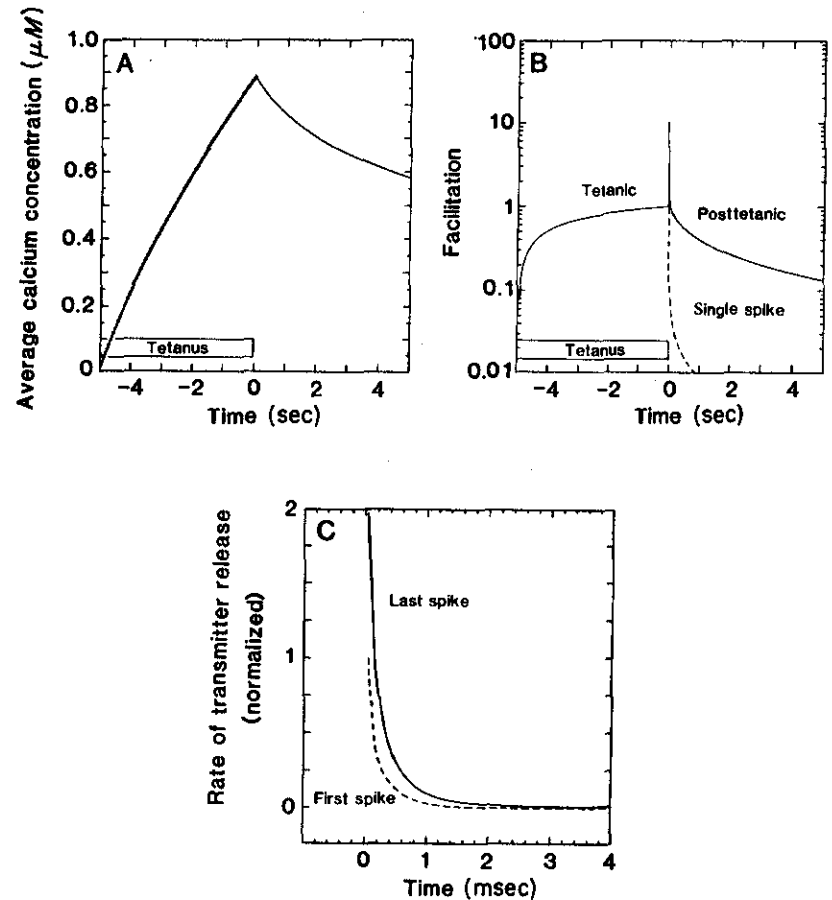 A
Average calcium concentration (μM)
1.0
0.8
0.6
0.4
0.2
0
Tetanus
-4 -2 0 2 4
Time (sec)
B
Facilitation
100
10
1
0.1
0.01
Tetanic
Posttetanic
Single spike
Tetanus
-4 -2 0 2 4
Time (sec)
C
Rate of transmitter release
(normalized)
2
1
0
Last spike
First spike
0 1 2 3 4
Time (msec)